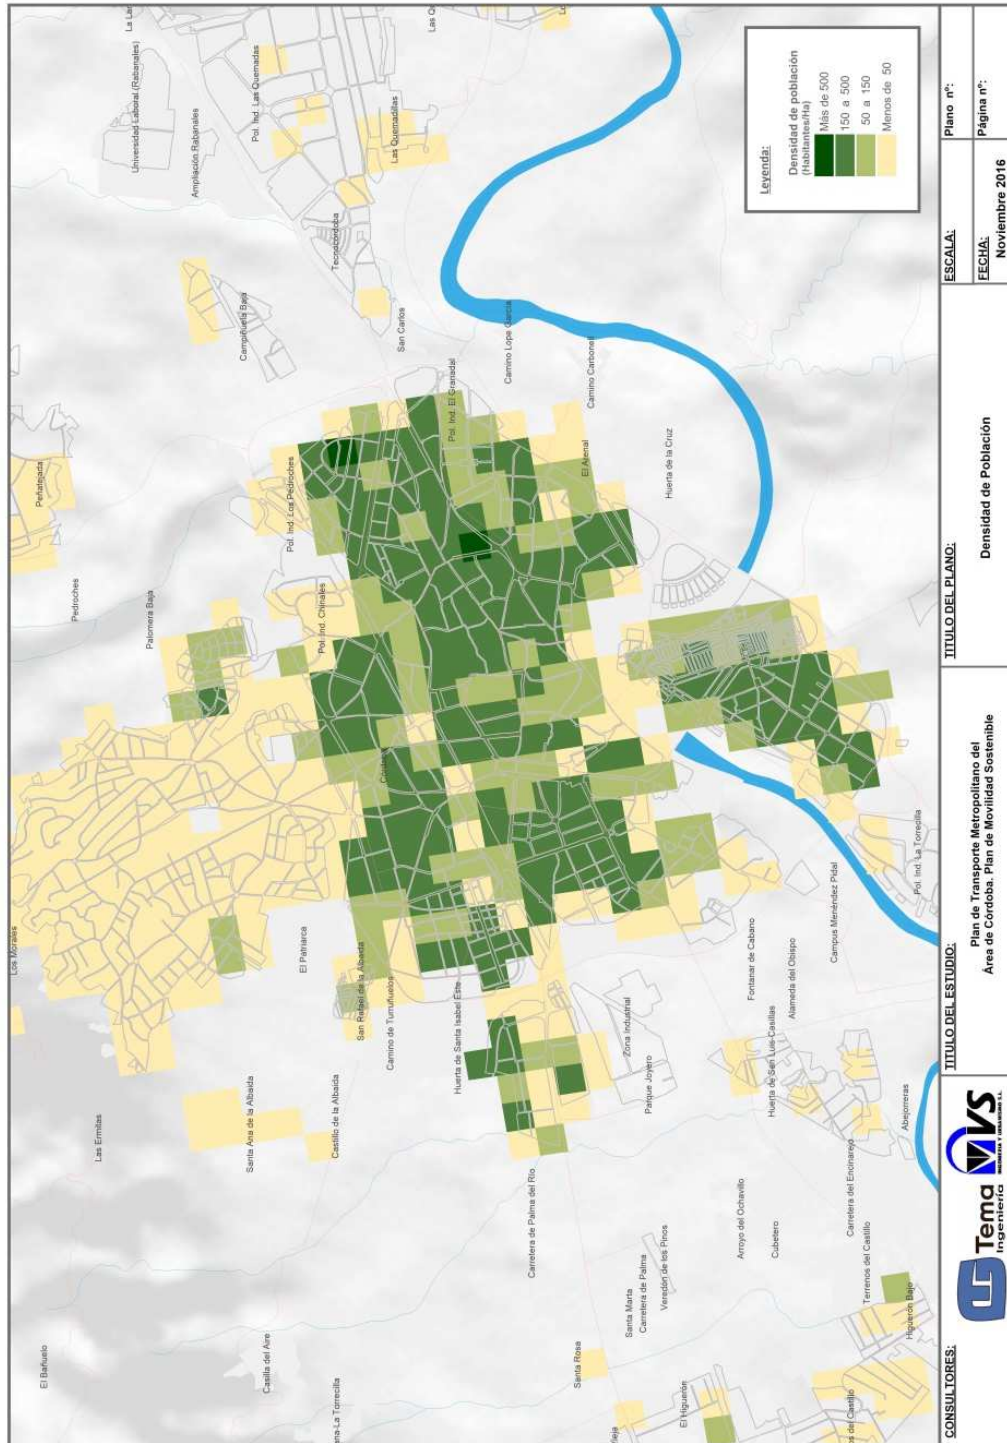 Los Morales
El Bañuelo
Las Ermitas
Casilla del Aire
Santa Ana de la Albaida
Castillo de la Albaida
El Patriarca
San Rafael de la Albaida
Camino de Turruñuelos
Huerta de Santa Isabel Este
Carretera de Palma del Río
Santa Rosa
Santa Marta
Carretera de Palma
Veredón de los Pinos
El Higuerón
Parque Joyero
Zona Industrial
Fontanar de Cabano
Alameda del Obispo
Huerta de San Luis-Casillas
Campus Menéndez Pidal
Pol. Ind. La Torrecilla
Arroyo del Ochavillo
Cubetero
Carretera del Encinarejo
Abejorreras
Terrenos del Castillo
Higuerón Bajo
Pedroches
Peñatejada
Palomera Baja
Pol. Ind. Chinales
Pol. Ind. Los Pedroches
Campiñuela Baja
Universidad Laboral (Rabanales)
Ampliación Rabanales
Pol. Ind. Las Quemadas
Las Quemadillas
Tecnocórdoba
San Carlos
Pol. Ind. El Granadal
Camino Lope García
Camino Carbonell
El Arenal
Huerta de la Cruz
Leyenda:
Densidad de población
(Habitantes/Ha)
Más de 500
150 a 500
50 a 150
Menos de 50
CONSULTORES:
Tema
Ingeniería
MVS
INGENIERIA Y URBANISMO S.L.
TITULO DEL ESTUDIO:
Plan de Transporte Metropolitano del
Área de Córdoba. Plan de Movilidad Sostenible
TITULO DEL PLANO:
Densidad de Población
ESCALA:
FECHA:
Noviembre 2016
Plano nº:
Página nº: